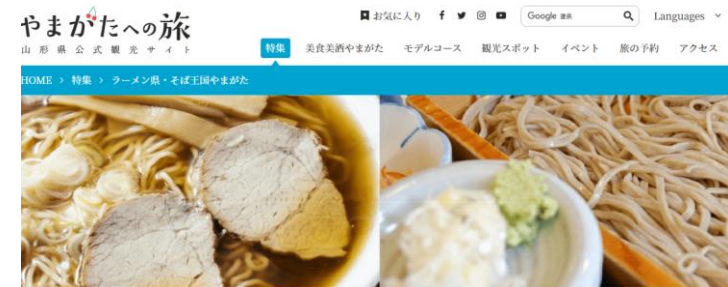 やまがたへの旅
山形県公式観光サイト
お気に入り
Google 提供
Languages
特集 美食美酒やまがた モデルコース 観光スポット イベント 旅の予約 アクセス
HOME > 特集 > ラーメン県・そば王国やまがた